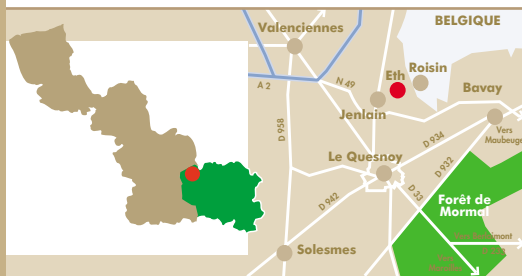 BELGIQUE
Valenciennes
Roisin
Eth
A 2
N 49
Bavay
Jenlain
D 958
Vers
Maubeuge
D 934
Le Quesnoy
D 932
D 942
D 33
Forêt de
Mormal
Solesmes